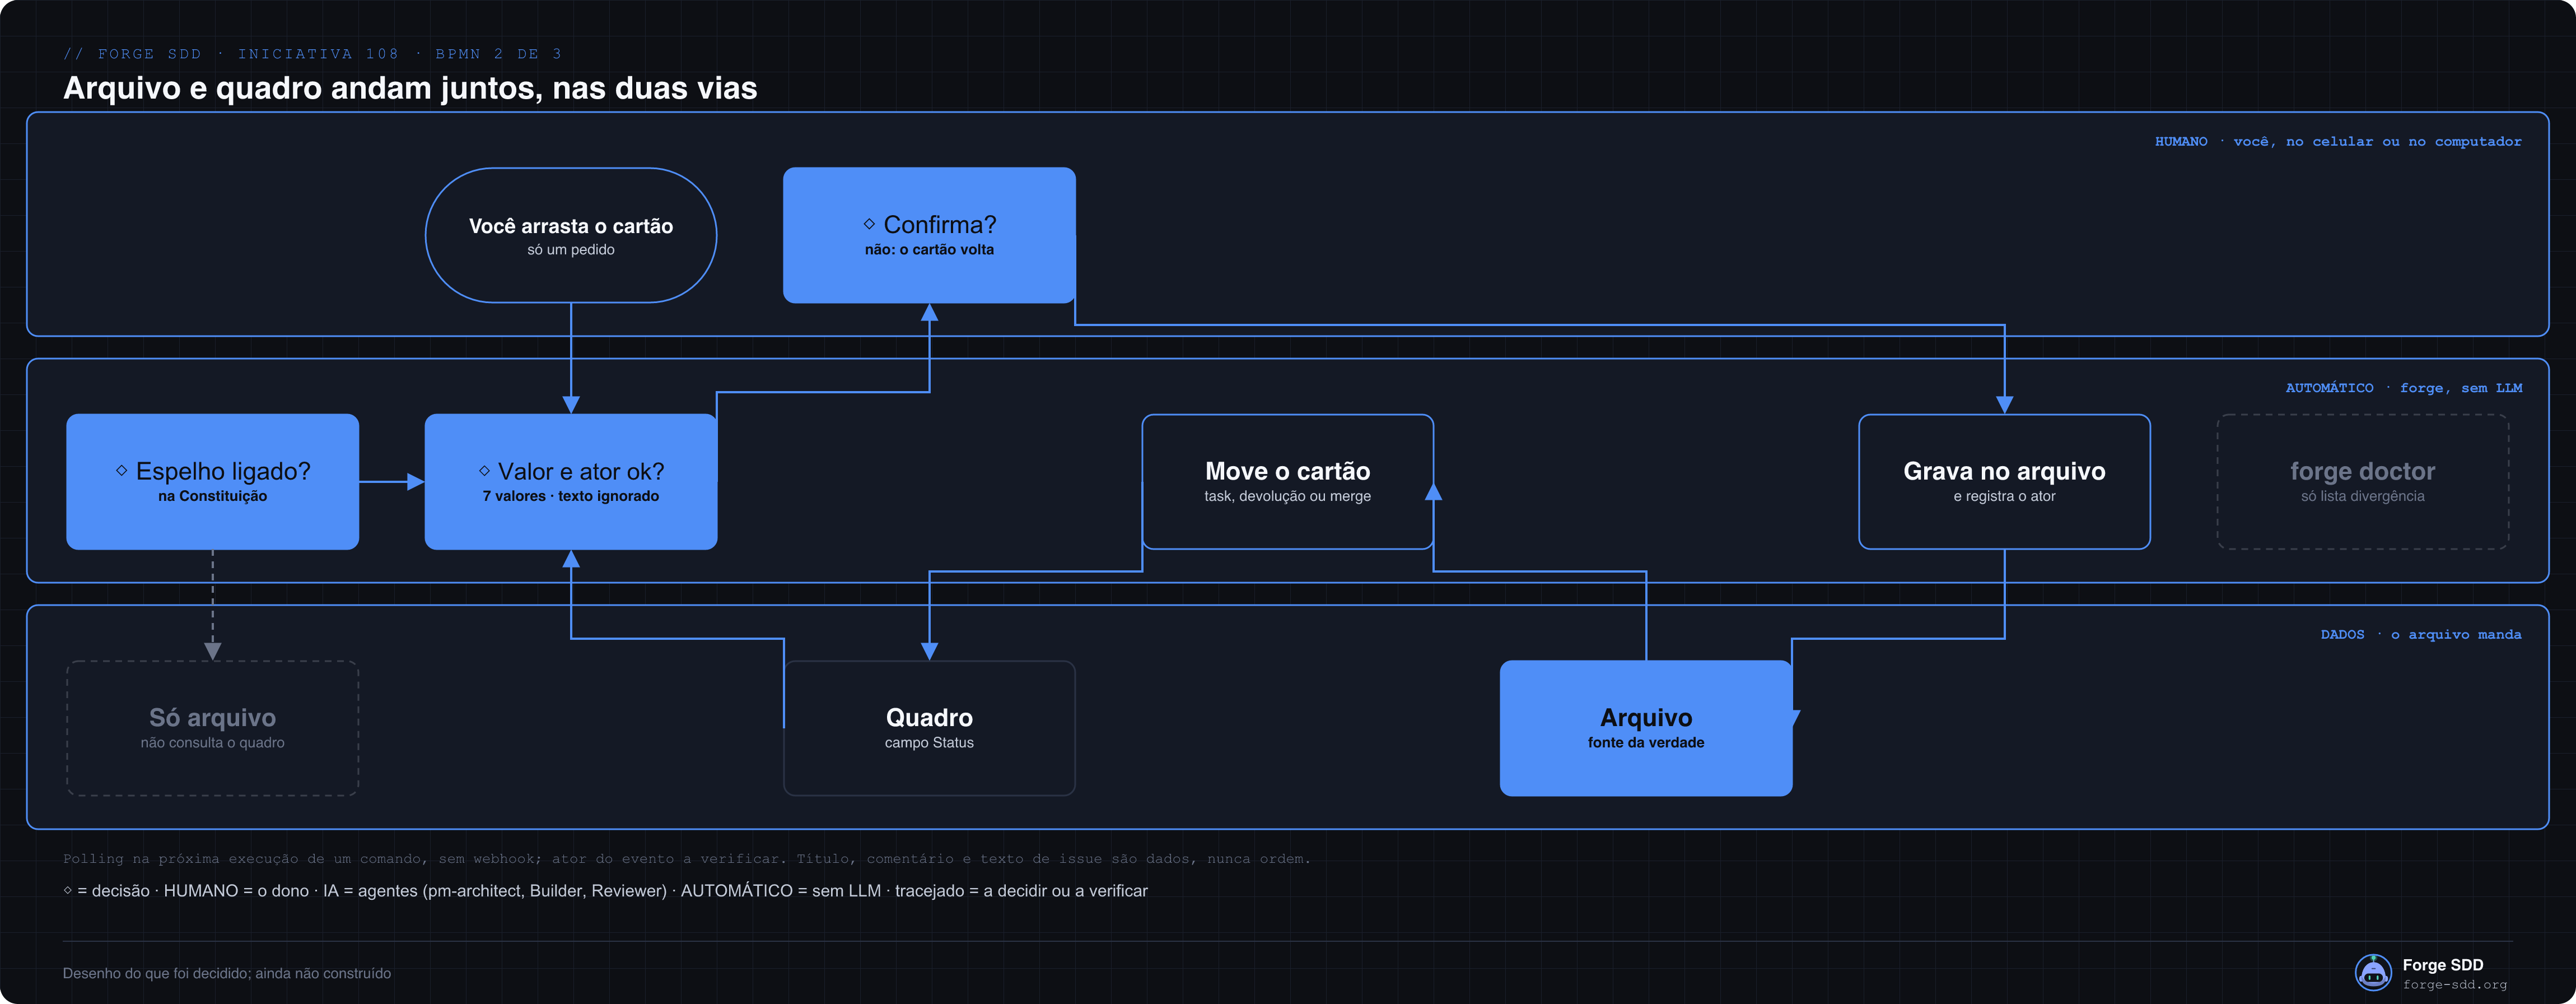 // FORGE SDD · INICIATIVA 108 · BPMN 2 DE 3
Arquivo e quadro andam juntos, nas duas vias
HUMANO · você, no celular ou no computador
Você arrasta o cartão
só um pedido
◇ Confirma?
não: o cartão volta
AUTOMÁTICO · forge, sem LLM
◇ Espelho ligado?
na Constituição
◇ Valor e ator ok?
7 valores · texto ignorado
Move o cartão
task, devolução ou merge
Grava no arquivo
e registra o ator
forge doctor
só lista divergência
DADOS · o arquivo manda
Só arquivo
não consulta o quadro
Quadro
campo Status
Arquivo
fonte da verdade
Polling na próxima execução de um comando, sem webhook; ator do evento a verificar. Título, comentário e texto de issue são dados, nunca ordem.
◇ = decisão · HUMANO = o dono · IA = agentes (pm-architect, Builder, Reviewer) · AUTOMÁTICO = sem LLM · tracejado = a decidir ou a verificar
Desenho do que foi decidido; ainda não construído
Forge SDD
forge-sdd.org